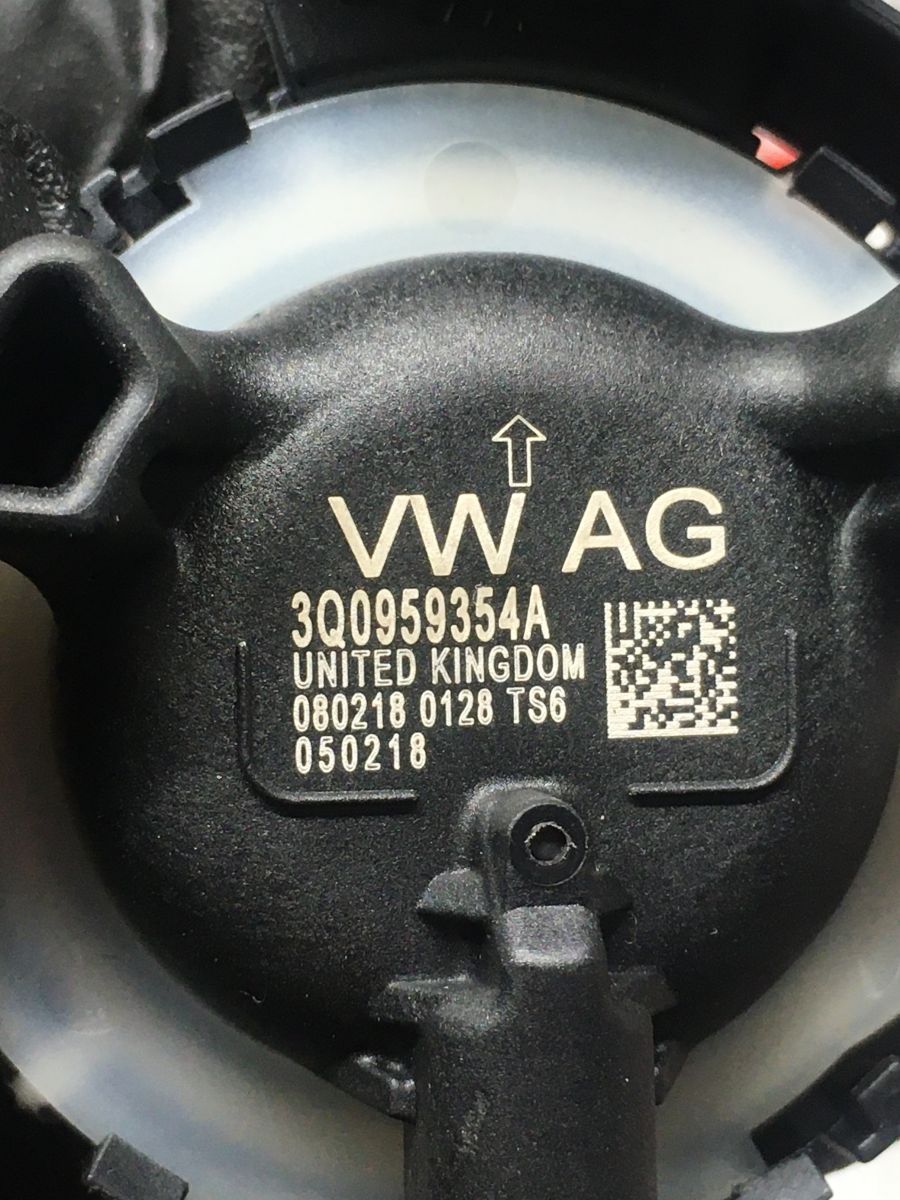 VW AG
3Q0959354A
UNITED KINGDOM
080218 0128 TS6
050218